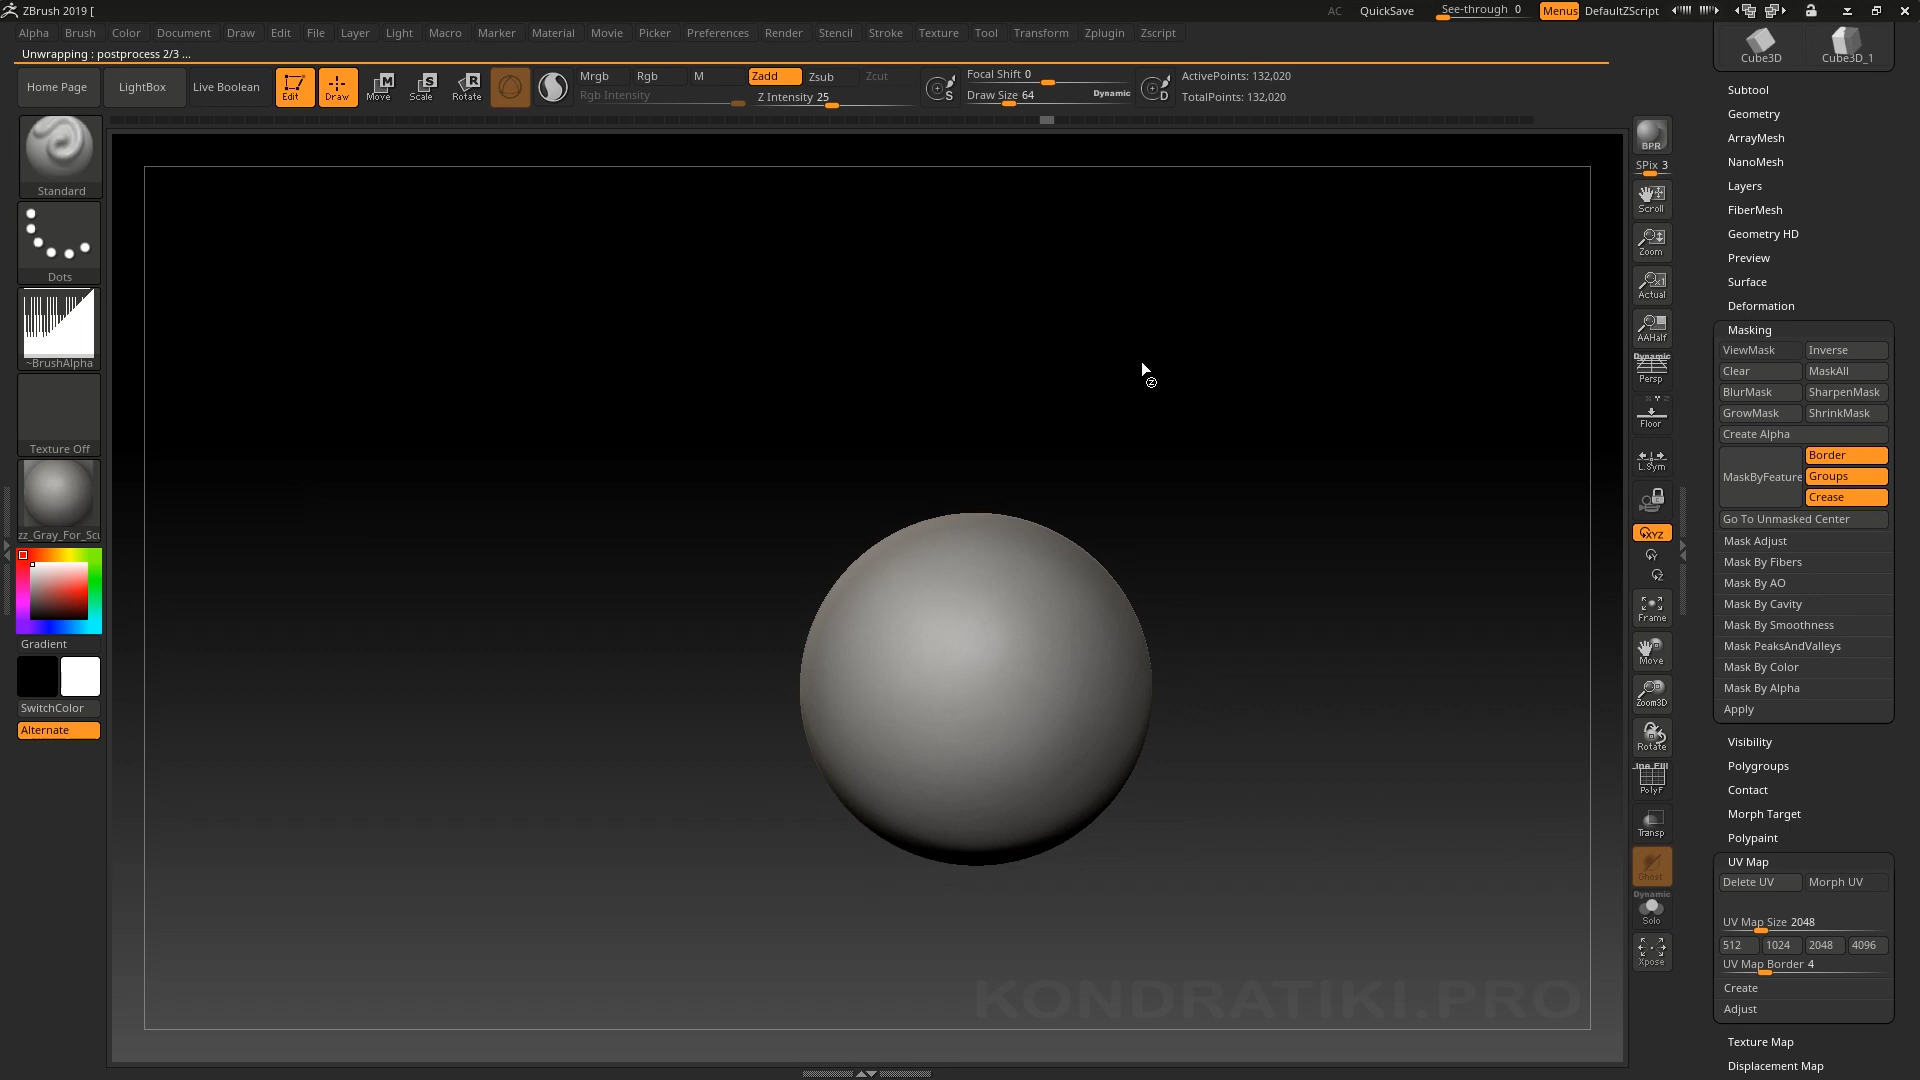 ZBrush 2019 [
AC QuickSave See-through 0 Menus DefaultZScript
Alpha Brush Color Document Draw Edit File Layer Light Macro Marker Material Movie Picker Preferences Render Stencil Stroke Texture Tool Transform Zplugin Zscript
Unwrapping : postprocess 2/3 ...
Home Page LightBox Live Boolean Edit Draw Move Scale Rotate
Mrgb Rgb M Zadd Zsub Zcut
Rgb Intensity Z Intensity 25
Focal Shift 0
Draw Size 64 Dynamic
ActivePoints: 132,020
TotalPoints: 132,020
Standard
Dots
~BrushAlpha
Texture Off
zz_Gray_For_Scu
Gradient
SwitchColor
Alternate
KONDRATIKI.PRO
BPR
SPix 3
Scroll
Zoom
Actual
AAHalf
Dynamic
Persp
Floor
L.Sym
XYZ
Y
Z
Frame
Move
Zoom3D
Rotate
Line Fill
PolyF
Transp
Ghost
Dynamic
Solo
Xpose
Cube3D Cube3D_1
Subtool
Geometry
ArrayMesh
NanoMesh
Layers
FiberMesh
Geometry HD
Preview
Surface
Deformation
Masking
ViewMask Inverse
Clear MaskAll
BlurMask SharpenMask
GrowMask ShrinkMask
Create Alpha
MaskByFeature Border
Groups
Crease
Go To Unmasked Center
Mask Adjust
Mask By Fibers
Mask By AO
Mask By Cavity
Mask By Smoothness
Mask PeaksAndValleys
Mask By Color
Mask By Alpha
Apply
Visibility
Polygroups
Contact
Morph Target
Polypaint
UV Map
Delete UV Morph UV
UV Map Size 2048
512 1024 2048 4096
UV Map Border 4
Create
Adjust
Texture Map
Displacement Map